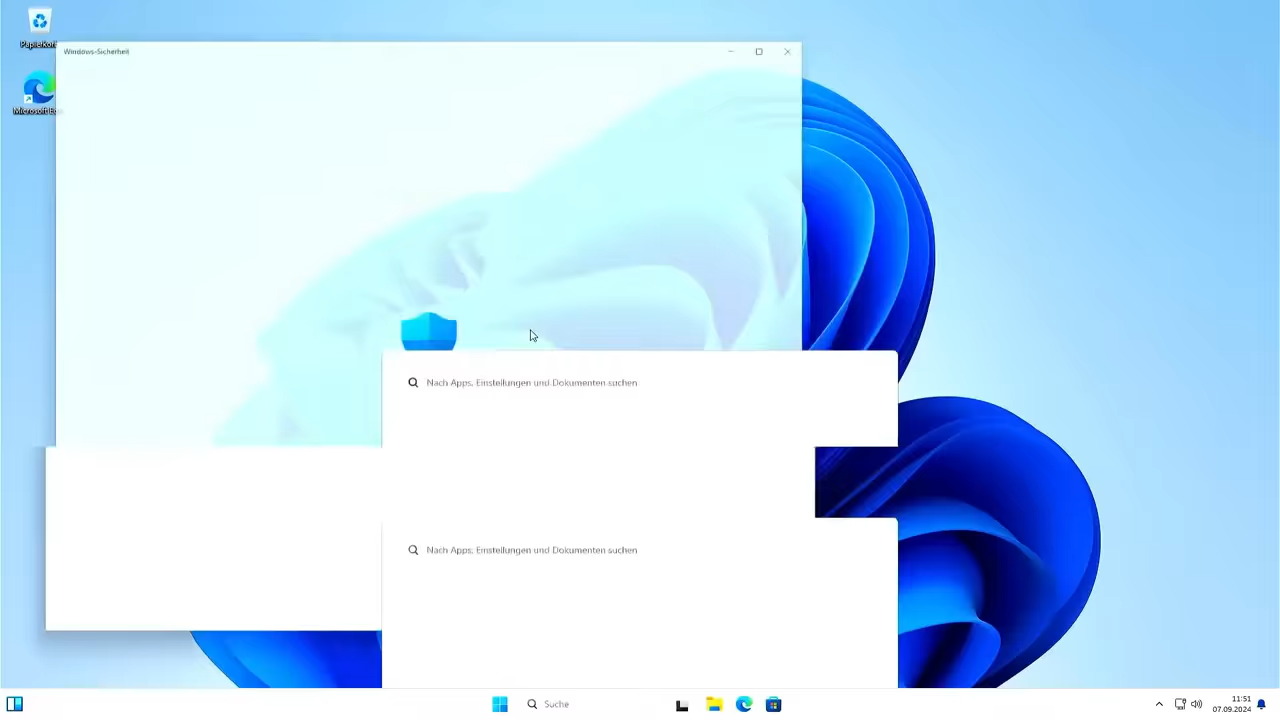 Papierkorb
Windows-Sicherheit
Nach Apps, Einstellungen und Dokumenten suchen
Nach Apps, Einstellungen und Dokumenten suchen
Suche
11:51
07.09.2024